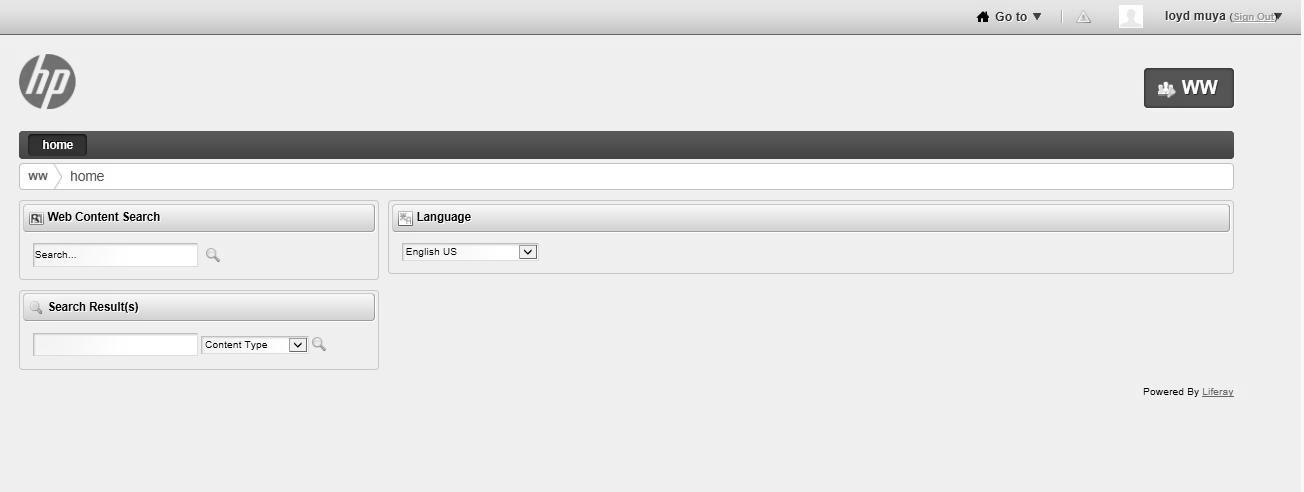 Go to loyd muya (Sign Out)
hp
WW
home
ww home
Web Content Search Language
Search... English US
Search Result(s)
Content Type
Powered By Liferay